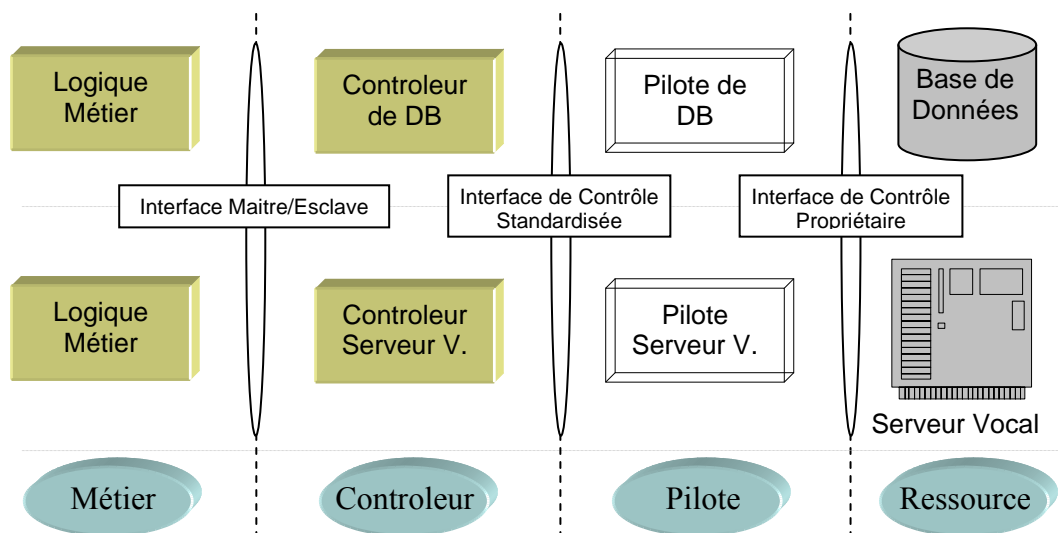 Logique
Métier
Controleur
de DB
Pilote de
DB
Base de
Données
Interface Maitre/Esclave
Interface de Contrôle
Standardisée
Interface de Contrôle
Propriétaire
Logique
Métier
Controleur
Serveur V.
Pilote
Serveur V.
Serveur Vocal
Métier
Controleur
Pilote
Ressource